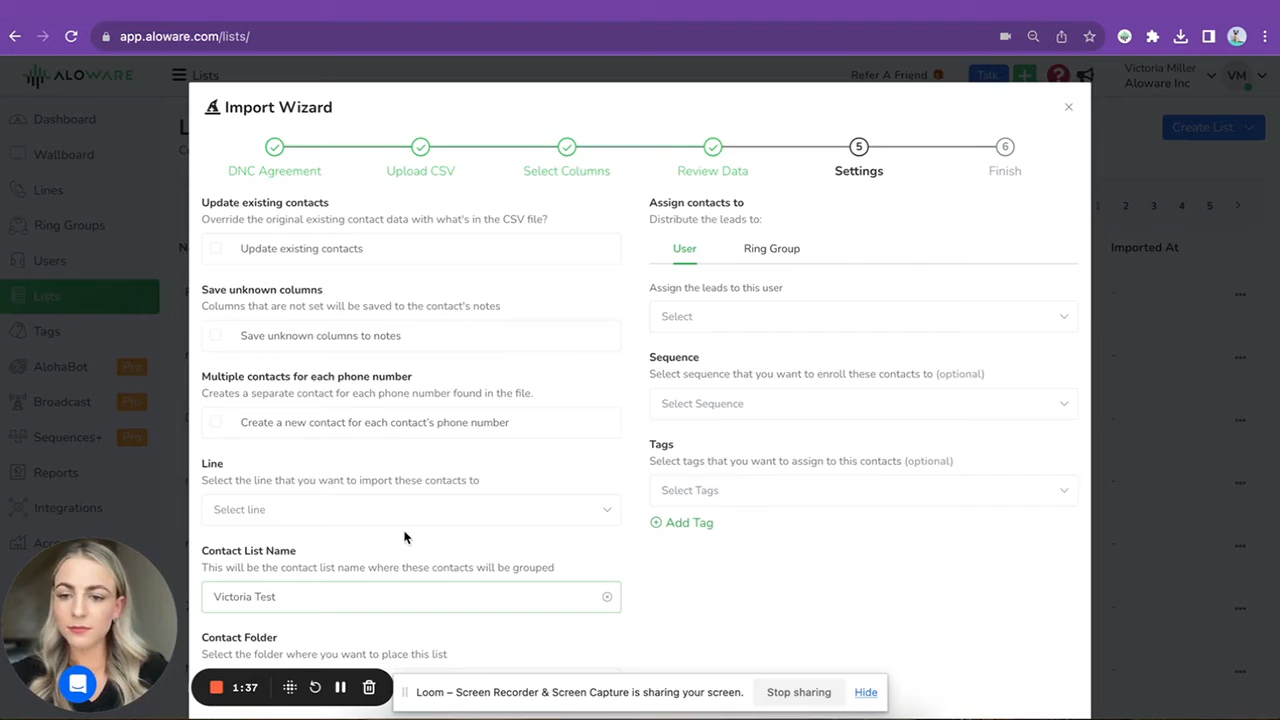 app.aloware.com/lists/
ALOWARE
Lists
Refer A Friend
Talk
Victoria Miller
Aloware Inc
VM
Dashboard
Wallboard
Lines
Ring Groups
Users
Lists
Tags
AlohaBot Pro
Broadcast Pro
Sequences+ Pro
Reports
Integrations
Create List
1 2 3 4 5
Imported At
Import Wizard
5 6
DNC Agreement Upload CSV Select Columns Review Data Settings Finish
Update existing contacts
Override the original existing contact data with what's in the CSV file?
Update existing contacts
Save unknown columns
Columns that are not set will be saved to the contact's notes
Save unknown columns to notes
Multiple contacts for each phone number
Creates a separate contact for each phone number found in the file.
Create a new contact for each contact's phone number
Line
Select the line that you want to import these contacts to
Select line
Contact List Name
This will be the contact list name where these contacts will be grouped
Victoria Test
Contact Folder
Select the folder where you want to place this list
Assign contacts to
Distribute the leads to:
User Ring Group
Assign the leads to this user
Select
Sequence
Select sequence that you want to enroll these contacts to (optional)
Select Sequence
Tags
Select tags that you want to assign to this contacts (optional)
Select Tags
Add Tag
1:37
Loom – Screen Recorder & Screen Capture is sharing your screen.
Stop sharing
Hide